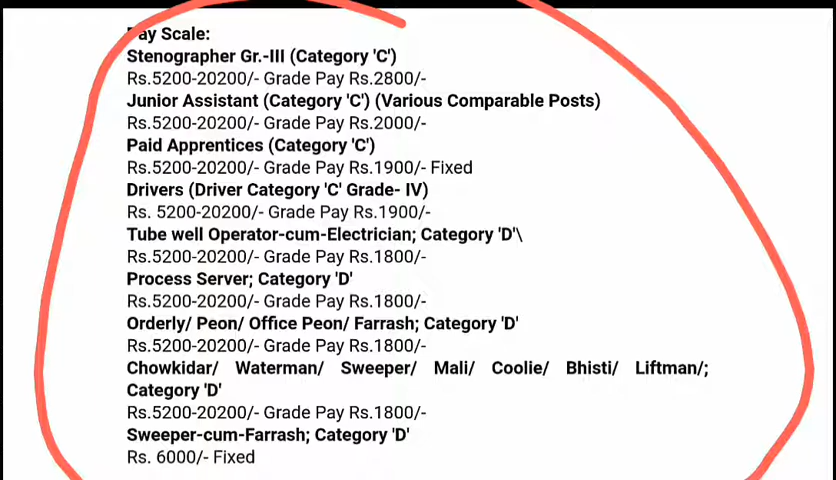 Pay Scale:
Stenographer Gr.-III (Category 'C')
Rs.5200-20200/- Grade Pay Rs.2800/-
Junior Assistant (Category 'C') (Various Comparable Posts)
Rs.5200-20200/- Grade Pay Rs.2000/-
Paid Apprentices (Category 'C')
Rs.5200-20200/- Grade Pay Rs.1900/- Fixed
Drivers (Driver Category 'C' Grade- IV)
Rs. 5200-20200/- Grade Pay Rs.1900/-
Tube well Operator-cum-Electrician; Category 'D'\
Rs.5200-20200/- Grade Pay Rs.1800/-
Process Server; Category 'D'
Rs.5200-20200/- Grade Pay Rs.1800/-
Orderly/ Peon/ Office Peon/ Farrash; Category 'D'
Rs.5200-20200/- Grade Pay Rs.1800/-
Chowkidar/ Waterman/ Sweeper/ Mali/ Coolie/ Bhisti/ Liftman/;
Category 'D'
Rs.5200-20200/- Grade Pay Rs.1800/-
Sweeper-cum-Farrash; Category 'D'
Rs. 6000/- Fixed